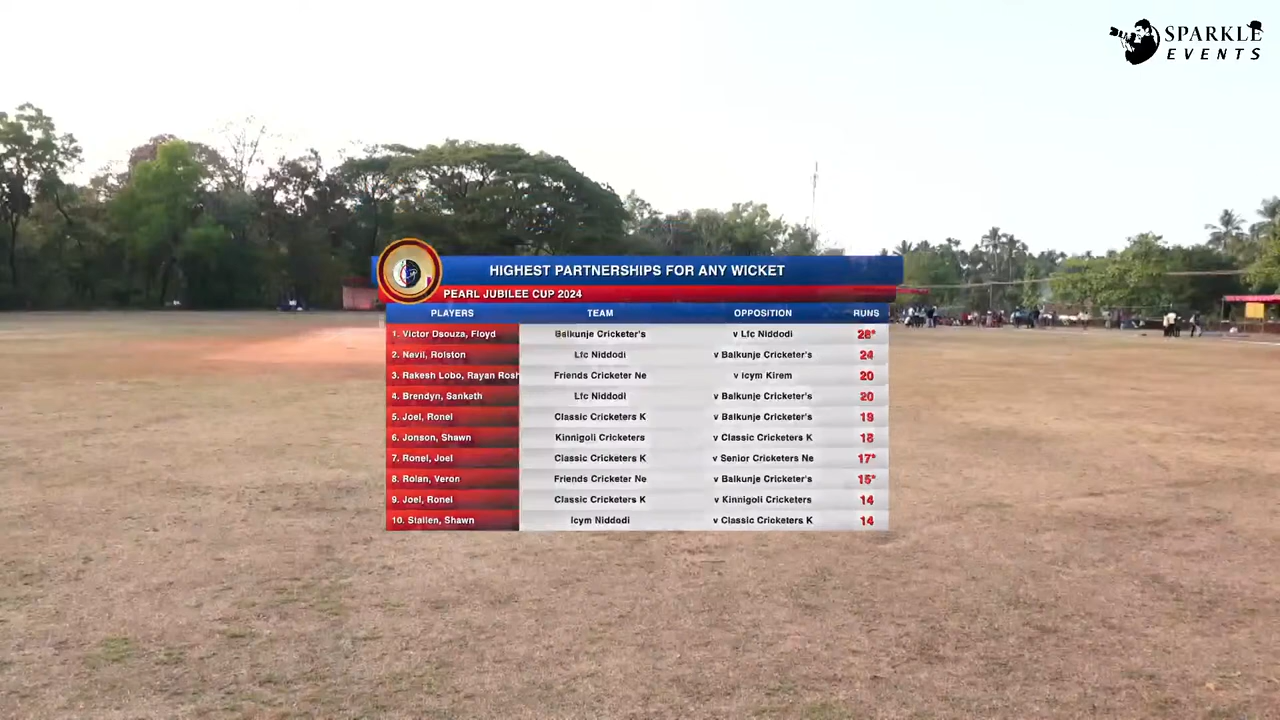 SPARKLE
EVENTS
HIGHEST PARTNERSHIPS FOR ANY WICKET
PEARL JUBILEE CUP 2024
PLAYERS TEAM OPPOSITION RUNS
1. Victor Dsouza, Floyd Balkunje Cricketer's v Lfc Niddodi 28*
2. Nevil, Rolston Lfc Niddodi v Balkunje Cricketer's 24
3. Rakesh Lobo, Rayan Rosh Friends Cricketer Ne v Icym Kirem 20
4. Brendyn, Sanketh Lfc Niddodi v Balkunje Cricketer's 20
5. Joel, Ronel Classic Cricketers K v Balkunje Cricketer's 19
6. Jonson, Shawn Kinnigoli Cricketers v Classic Cricketers K 18
7. Ronel, Joel Classic Cricketers K v Senior Cricketers Ne 17*
8. Rolan, Veron Friends Cricketer Ne v Balkunje Cricketer's 15*
9. Joel, Ronel Classic Cricketers K v Kinnigoli Cricketers 14
10. Stallen, Shawn Icym Niddodi v Classic Cricketers K 14